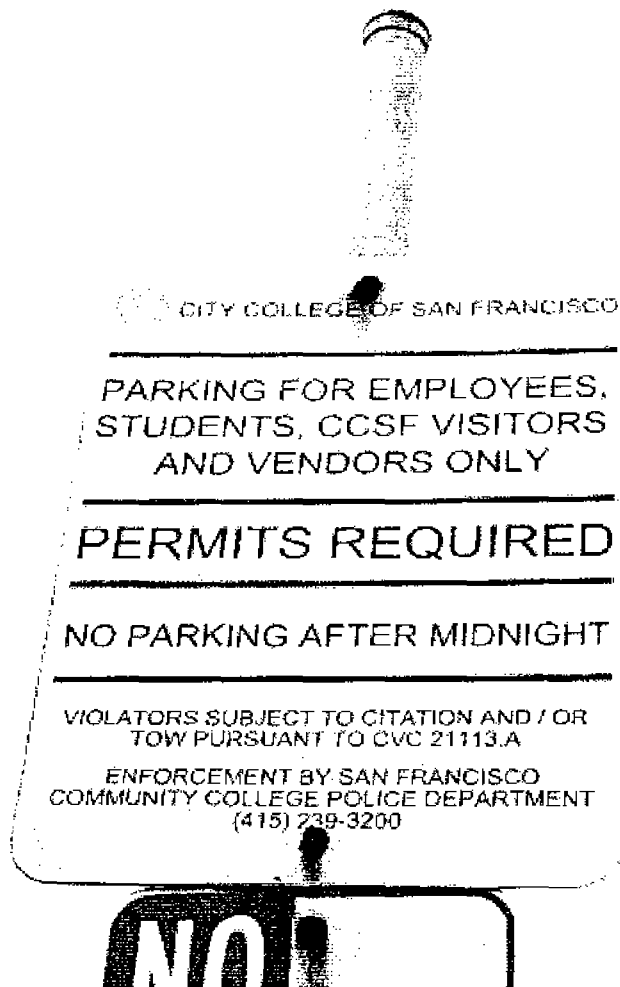 CITY COLLEGE OF SAN FRANCISCO
PARKING FOR EMPLOYEES,
STUDENTS, CCSF VISITORS
AND VENDORS ONLY
PERMITS REQUIRED
NO PARKING AFTER MIDNIGHT
VIOLATORS SUBJECT TO CITATION AND / OR
TOW PURSUANT TO CVC 21113.A
ENFORCEMENT BY SAN FRANCISCO
COMMUNITY COLLEGE POLICE DEPARTMENT
(415) 239-3200
NO